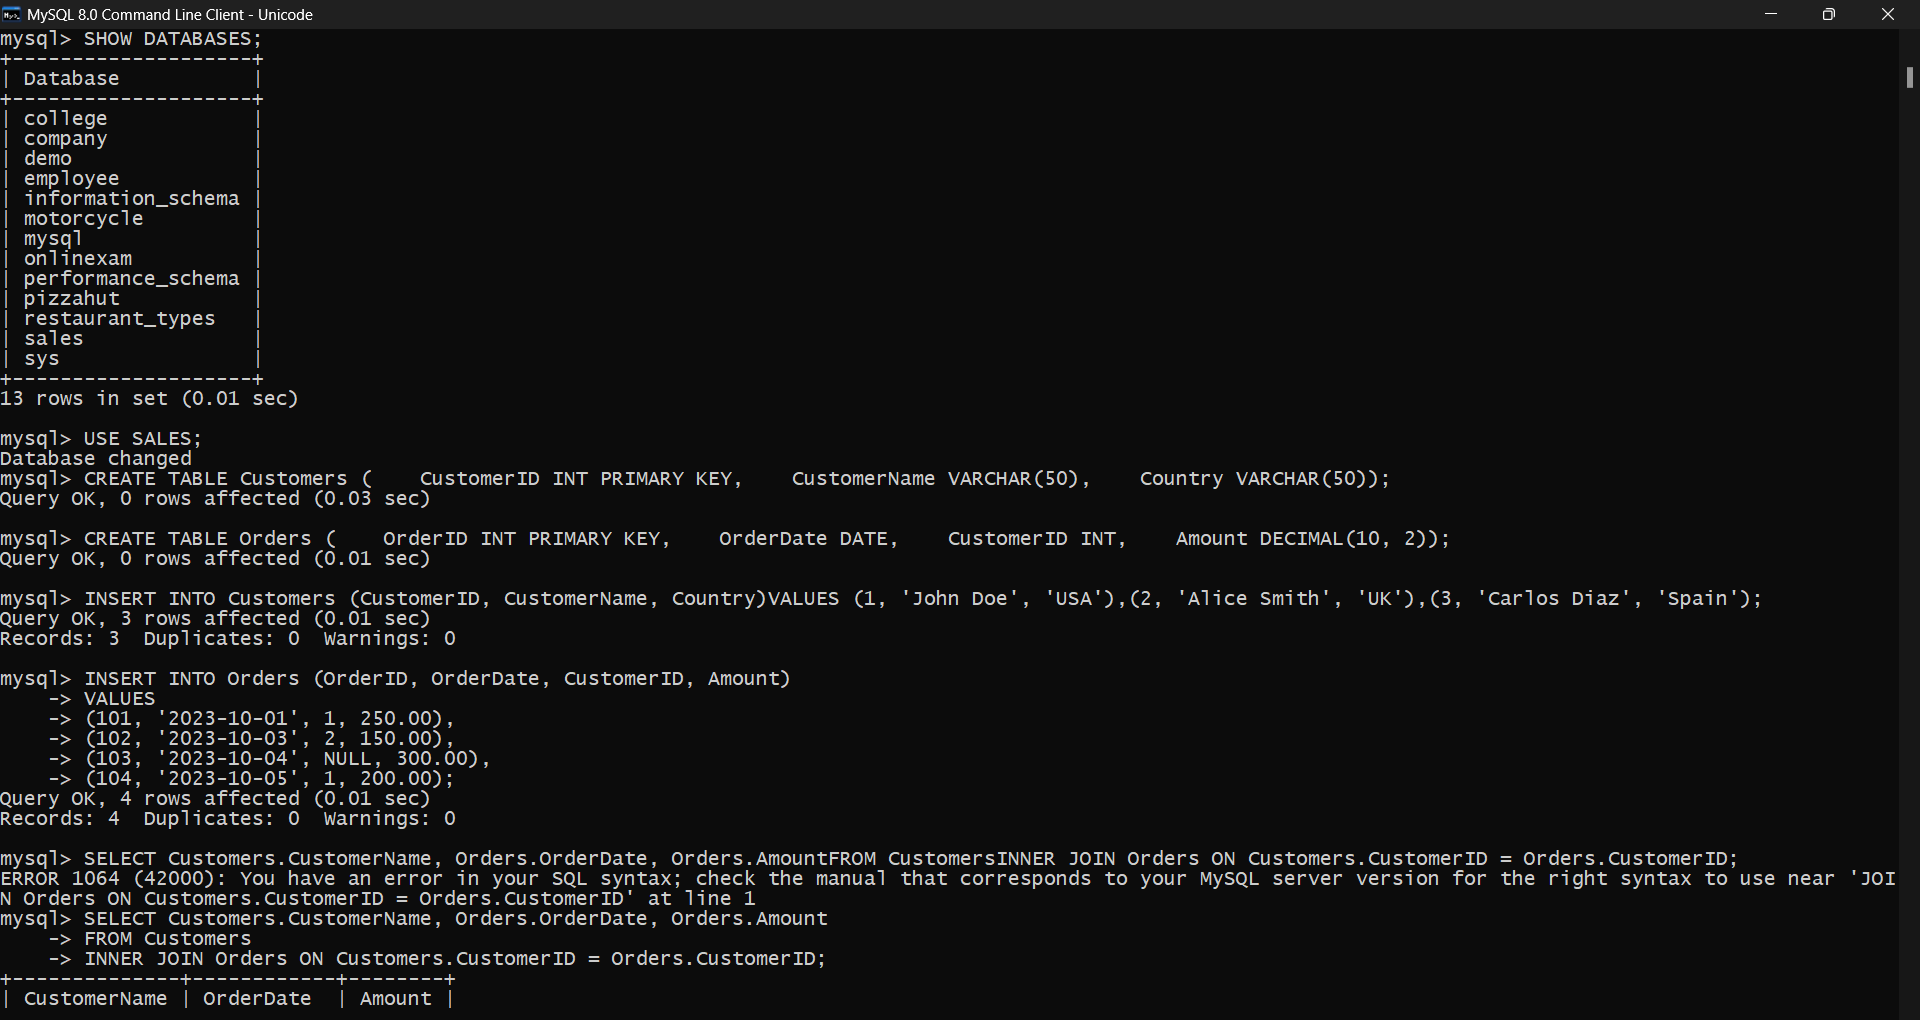 MySQL 8.0 Command Line Client - Unicode
mysql> SHOW DATABASES;
+--------------------+
| Database           |
+--------------------+
| college            |
| company            |
| demo               |
| employee           |
| information_schema |
| motorcycle         |
| mysql              |
| onlinexam          |
| performance_schema |
| pizzahut           |
| restaurant_types   |
| sales              |
| sys                |
+--------------------+
13 rows in set (0.01 sec)
mysql> USE SALES;
Database changed
mysql> CREATE TABLE Customers (    CustomerID INT PRIMARY KEY,    CustomerName VARCHAR(50),    Country VARCHAR(50));
Query OK, 0 rows affected (0.03 sec)
mysql> CREATE TABLE Orders (    OrderID INT PRIMARY KEY,    OrderDate DATE,    CustomerID INT,    Amount DECIMAL(10, 2));
Query OK, 0 rows affected (0.01 sec)
mysql> INSERT INTO Customers (CustomerID, CustomerName, Country)VALUES (1, 'John Doe', 'USA'),(2, 'Alice Smith', 'UK'),(3, 'Carlos Diaz', 'Spain');
Query OK, 3 rows affected (0.01 sec)
Records: 3  Duplicates: 0  Warnings: 0
mysql> INSERT INTO Orders (OrderID, OrderDate, CustomerID, Amount)
    -> VALUES
    -> (101, '2023-10-01', 1, 250.00),
    -> (102, '2023-10-03', 2, 150.00),
    -> (103, '2023-10-04', NULL, 300.00),
    -> (104, '2023-10-05', 1, 200.00);
Query OK, 4 rows affected (0.01 sec)
Records: 4  Duplicates: 0  Warnings: 0
mysql> SELECT Customers.CustomerName, Orders.OrderDate, Orders.AmountFROM CustomersINNER JOIN Orders ON Customers.CustomerID = Orders.CustomerID;
ERROR 1064 (42000): You have an error in your SQL syntax; check the manual that corresponds to your MySQL server version for the right syntax to use near 'JOI
N Orders ON Customers.CustomerID = Orders.CustomerID' at line 1
mysql> SELECT Customers.CustomerName, Orders.OrderDate, Orders.Amount
    -> FROM Customers
    -> INNER JOIN Orders ON Customers.CustomerID = Orders.CustomerID;
+--------------+------------+--------+
| CustomerName | OrderDate  | Amount |